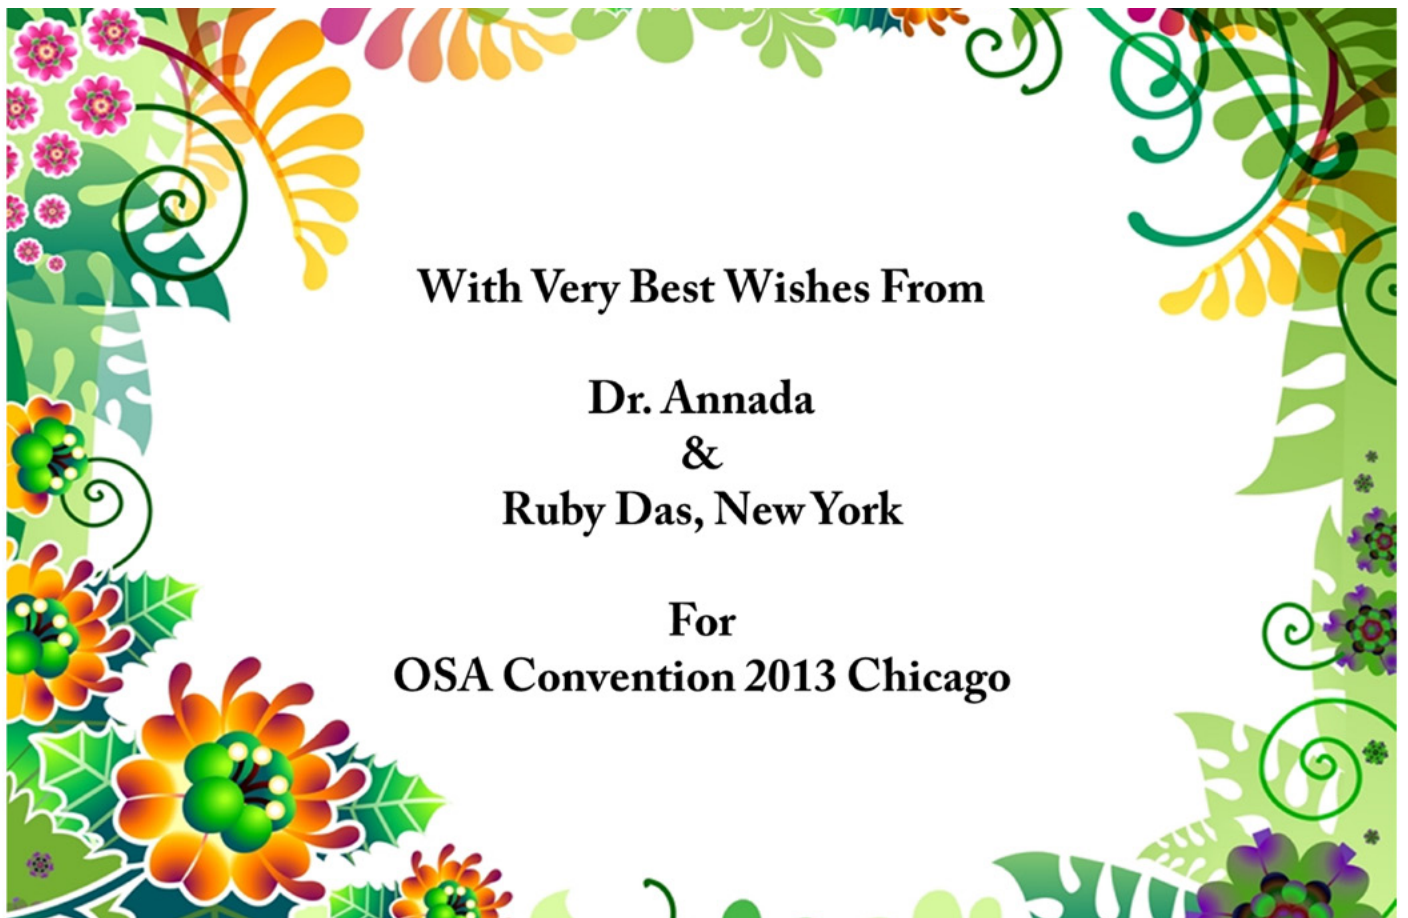 With Very Best Wishes From
Dr. Annada
&
Ruby Das, New York
For
OSA Convention 2013 Chicago